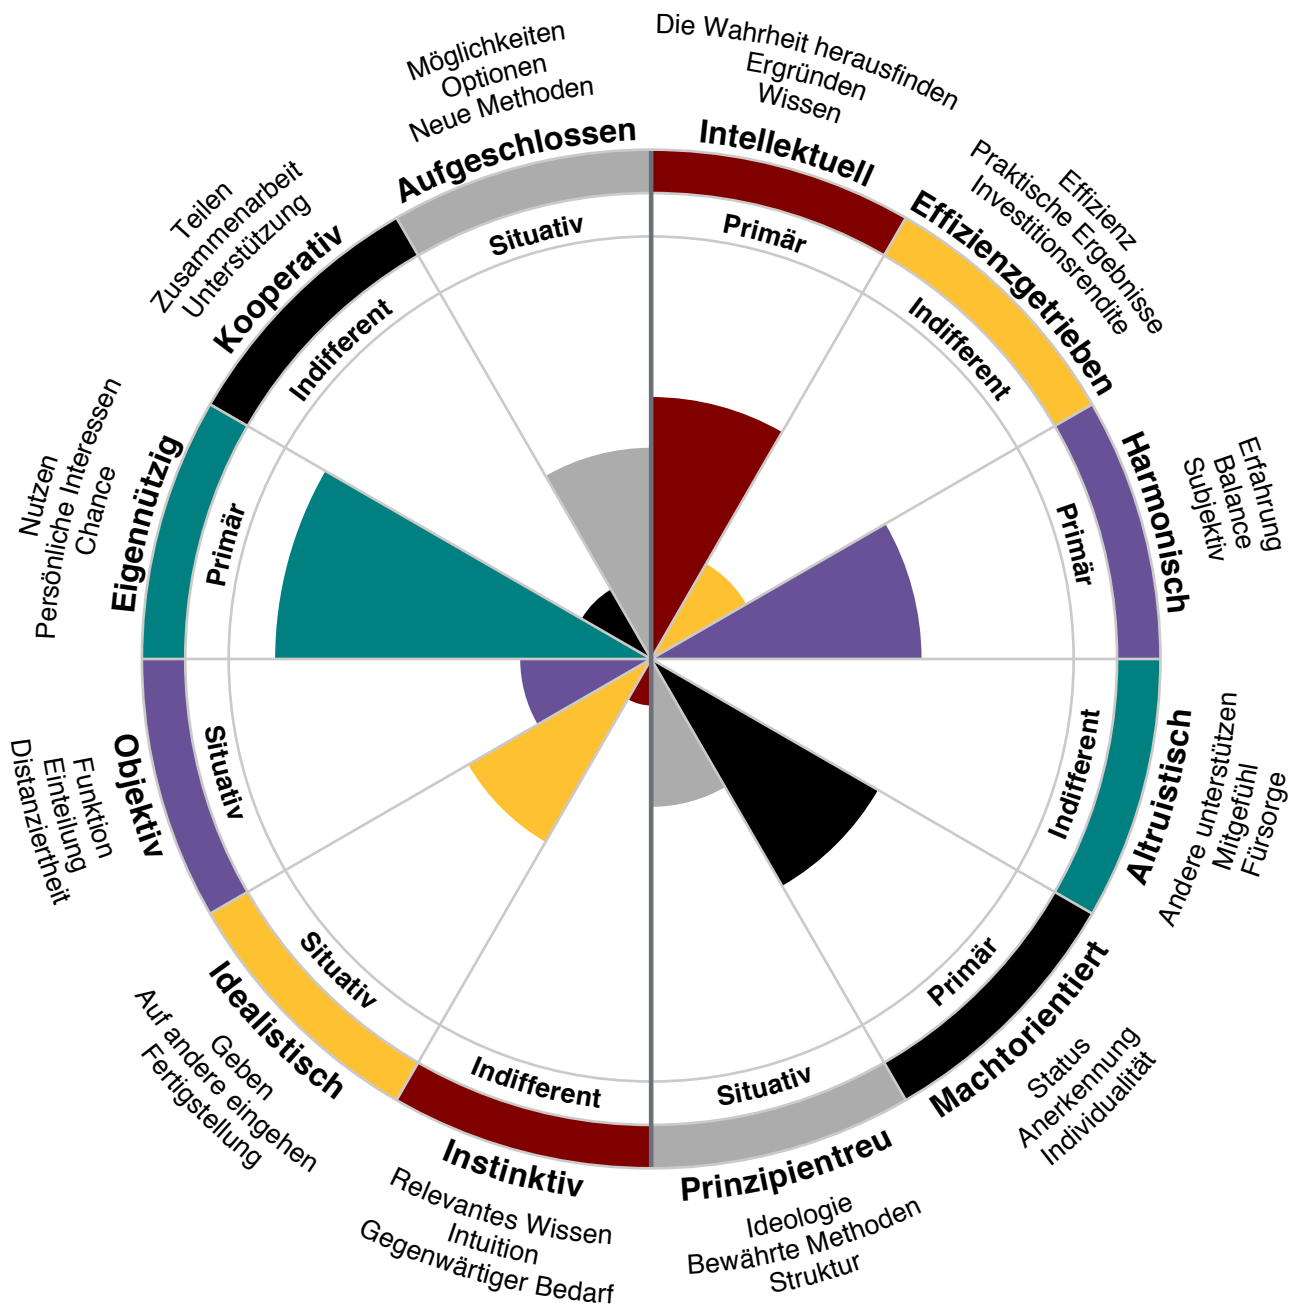 Die Wahrheit herausfinden
Ergründen
Wissen
Intellektuell
Primär
Effizienz
Praktische Ergebnisse
Investitionsrendite
Effizienzgetrieben
Indifferent
Erfahrung
Balance
Subjektiv
Harmonisch
Primär
Altruistisch
Indifferent
Andere unterstützen
Mitgefühl
Fürsorge
Machtorientiert
Primär
Status
Anerkennung
Individualität
Situativ
Prinzipientreu
Ideologie
Bewährte Methoden
Struktur
Indifferent
Instinktiv
Relevantes Wissen
Intuition
Gegenwärtiger Bedarf
Situativ
Idealistisch
Geben
Auf andere eingehen
Fertigstellung
Situativ
Objektiv
Funktion
Einteilung
Distanziertheit
Nutzen
Persönliche Interessen
Chance
Eigennützig
Primär
Teilen
Zusammenarbeit
Unterstützung
Kooperativ
Indifferent
Möglichkeiten
Optionen
Neue Methoden
Aufgeschlossen
Situativ